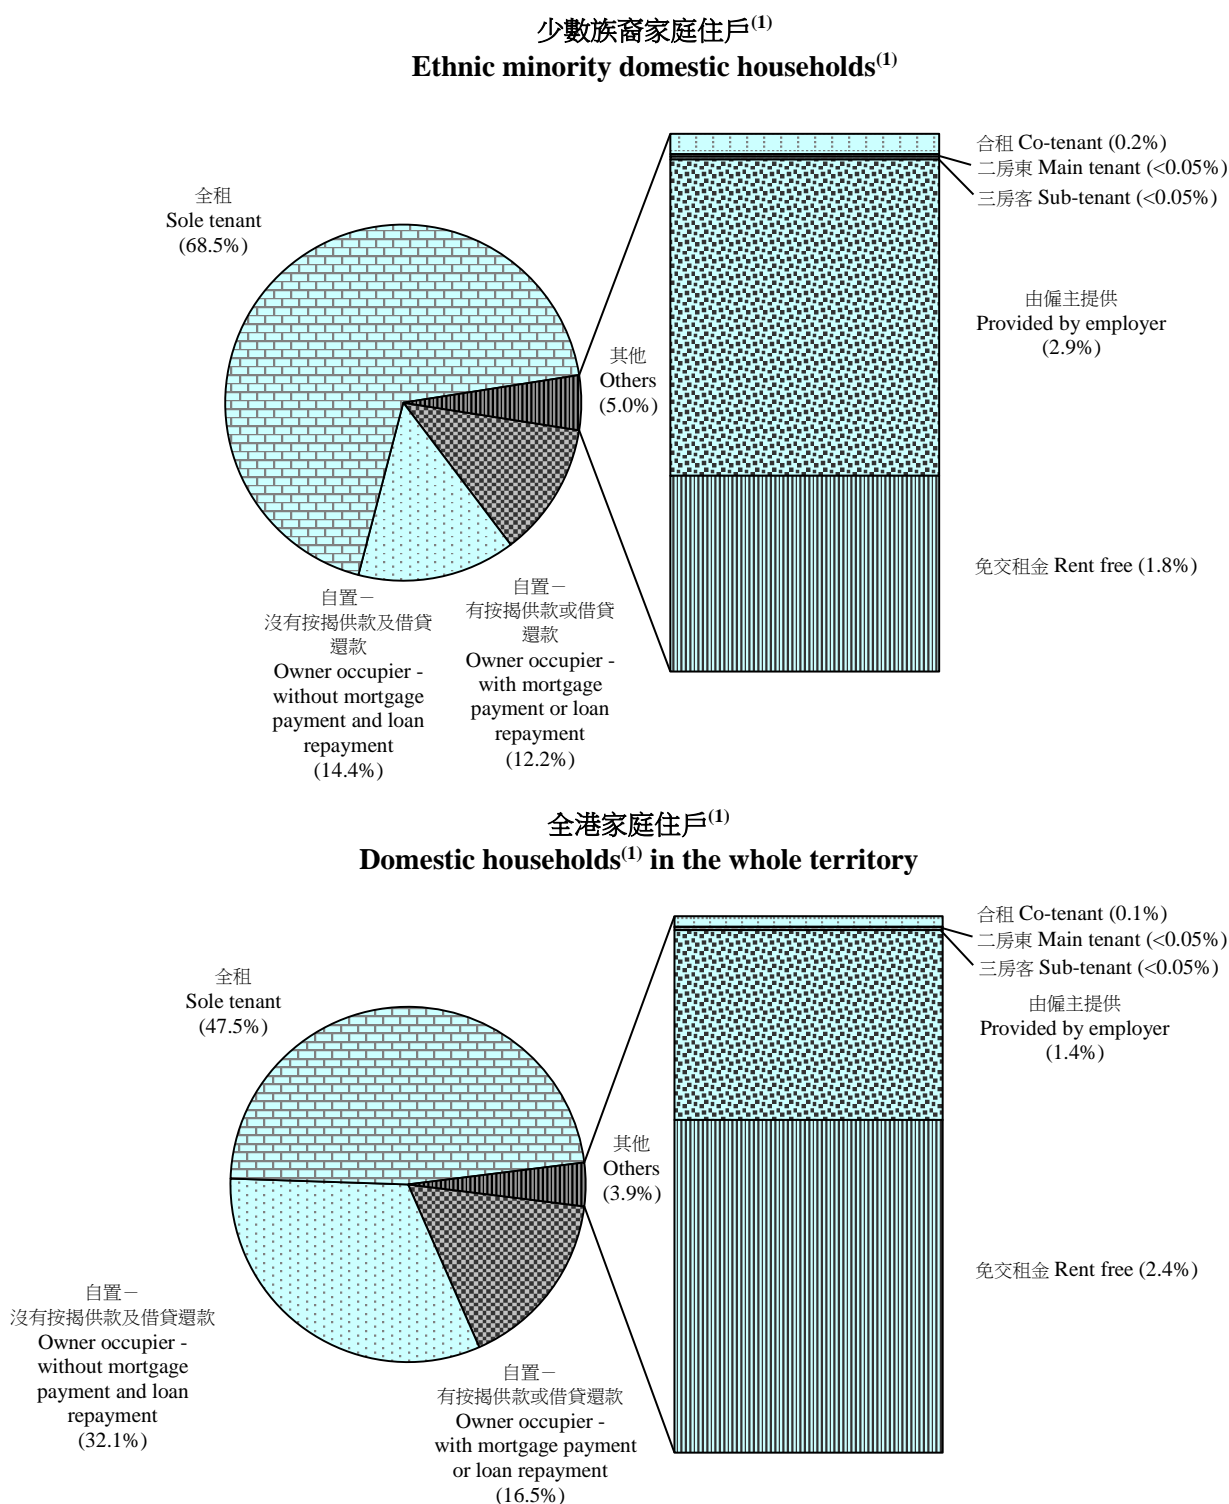 少數族裔家庭住戶(1)
Ethnic minority domestic households(1)
全租
Sole tenant
(68.5%)
其他
Others
(5.0%)
合租 Co-tenant (0.2%)
二房東 Main tenant (<0.05%)
三房客 Sub-tenant (<0.05%)
由僱主提供
Provided by employer
(2.9%)
免交租金 Rent free (1.8%)
自置－
沒有按揭供款及借貸
還款
Owner occupier -
without mortgage
payment and loan
repayment
(14.4%)
自置－
有按揭供款或借貸
還款
Owner occupier -
with mortgage
payment or loan
repayment
(12.2%)
全港家庭住戶(1)
Domestic households(1) in the whole territory
全租
Sole tenant
(47.5%)
其他
Others
(3.9%)
合租 Co-tenant (0.1%)
二房東 Main tenant (<0.05%)
三房客 Sub-tenant (<0.05%)
由僱主提供
Provided by employer
(1.4%)
免交租金 Rent free (2.4%)
自置－
沒有按揭供款及借貸還款
Owner occupier -
without mortgage
payment and loan
repayment
(32.1%)
自置－
有按揭供款或借貸還款
Owner occupier -
with mortgage payment
or loan repayment
(16.5%)